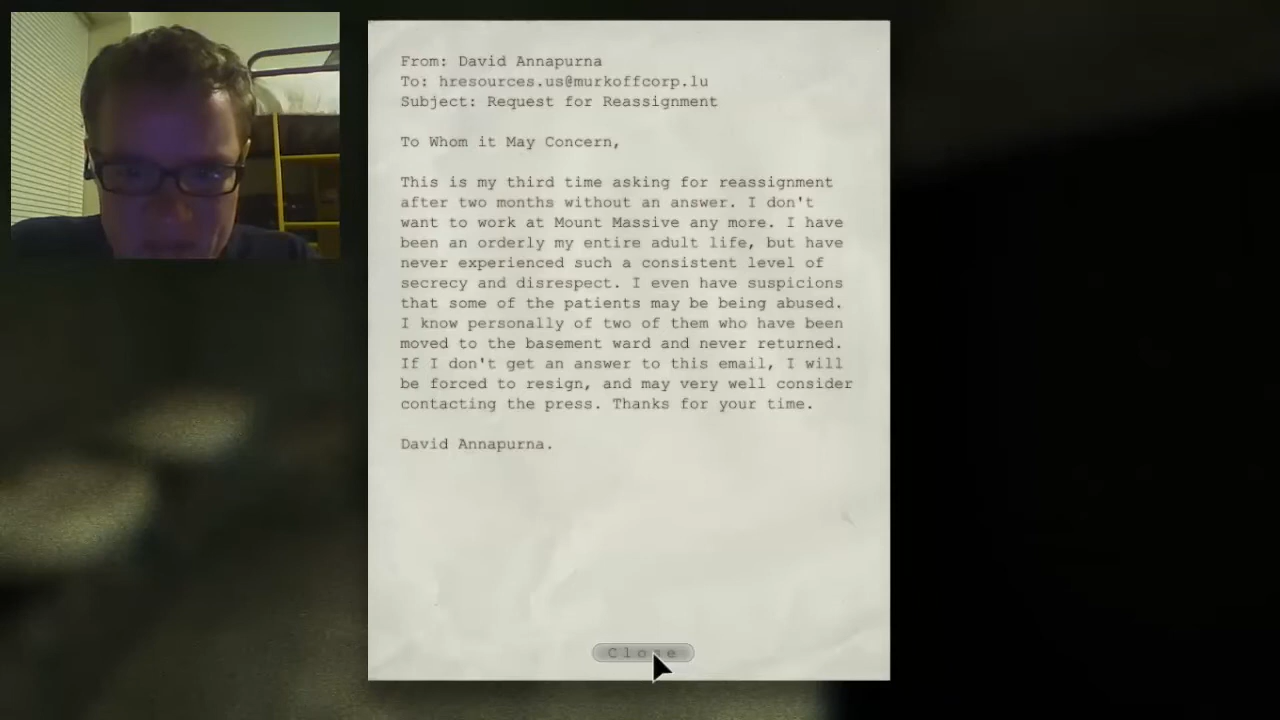 From: David Annapurna
To: hresources.us@murkoffcorp.lu
Subject: Request for Reassignment
To Whom it May Concern,
This is my third time asking for reassignment
after two months without an answer. I don't
want to work at Mount Massive any more. I have
been an orderly my entire adult life, but have
never experienced such a consistent level of
secrecy and disrespect. I even have suspicions
that some of the patients may be being abused.
I know personally of two of them who have been
moved to the basement ward and never returned.
If I don't get an answer to this email, I will
be forced to resign, and may very well consider
contacting the press. Thanks for your time.
David Annapurna.
Close